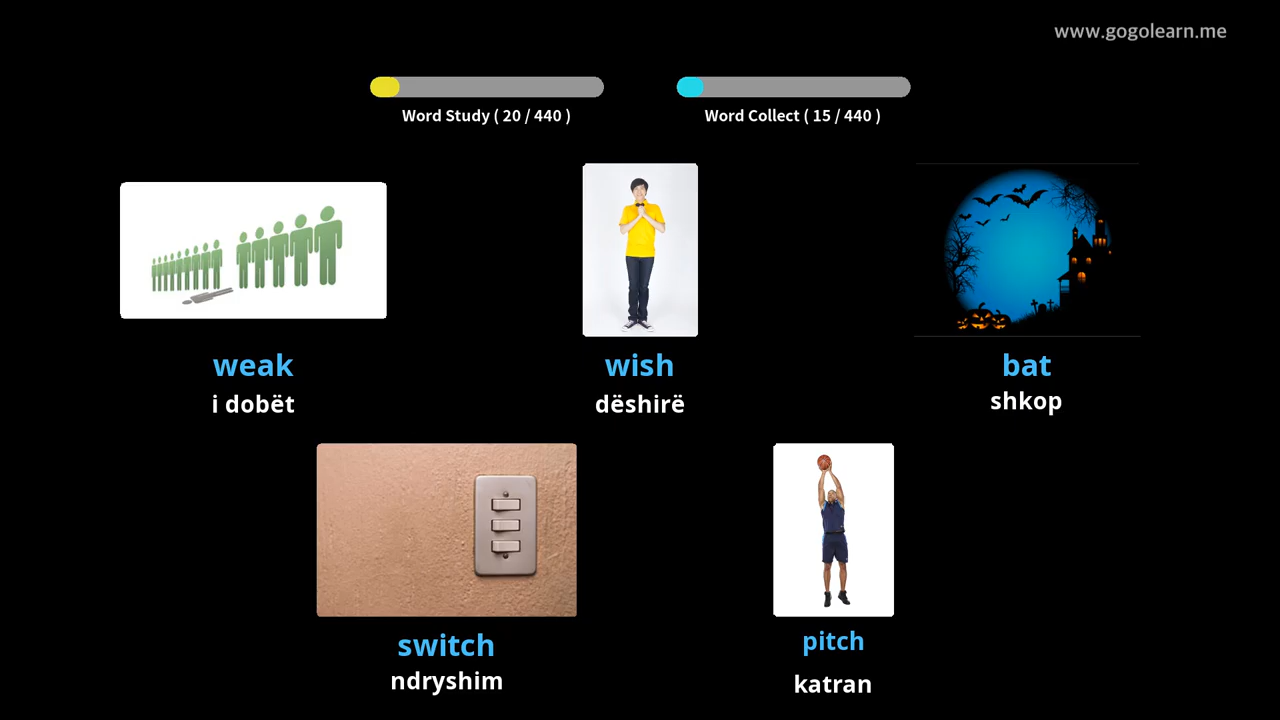 www.gogolearn.me
Word Study ( 20 / 440 )
Word Collect ( 15 / 440 )
weak
i dobët
wish
dëshirë
bat
shkop
switch
ndryshim
pitch
katran